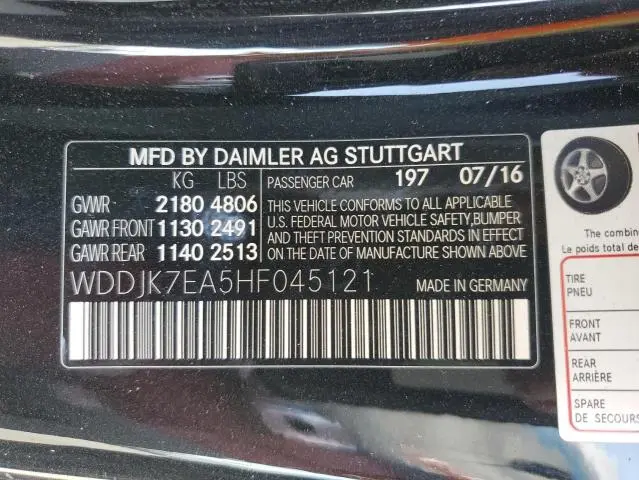 MFD BY DAIMLER AG STUTTGART
KG LBS
PASSENGER CAR 197 07/16
GVWR 2180 4806
GAWR FRONT 1130 2491
GAWR REAR 1140 2513
THIS VEHICLE CONFORMS TO ALL APPLICABLE
U.S. FEDERAL MOTOR VEHICLE SAFETY,BUMPER
AND THEFT PREVENTION STANDARDS IN EFFECT
ON THE DATE OF MANUFACTURE SHOWN ABOVE
WDDJK7EA5HF045121
MADE IN GERMANY
The combin
Le poids total de
TIRE
PNEU
FRONT
AVANT
REAR
ARRIÈRE
SPARE
DE SECOURS